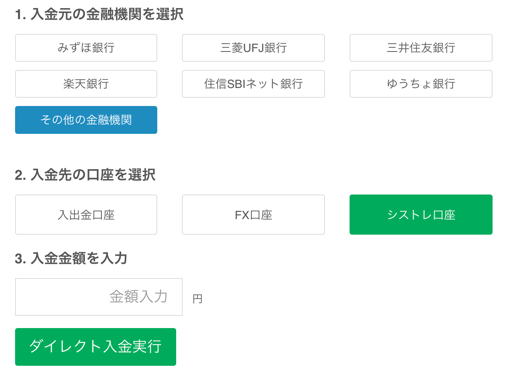 1. 入金元の金融機関を選択
みずほ銀行 三菱UFJ銀行 三井住友銀行
楽天銀行 住信SBIネット銀行 ゆうちょ銀行
その他の金融機関
2. 入金先の口座を選択
入出金口座 FX口座 シストレ口座
3. 入金金額を入力
金額入力 円
ダイレクト入金実行